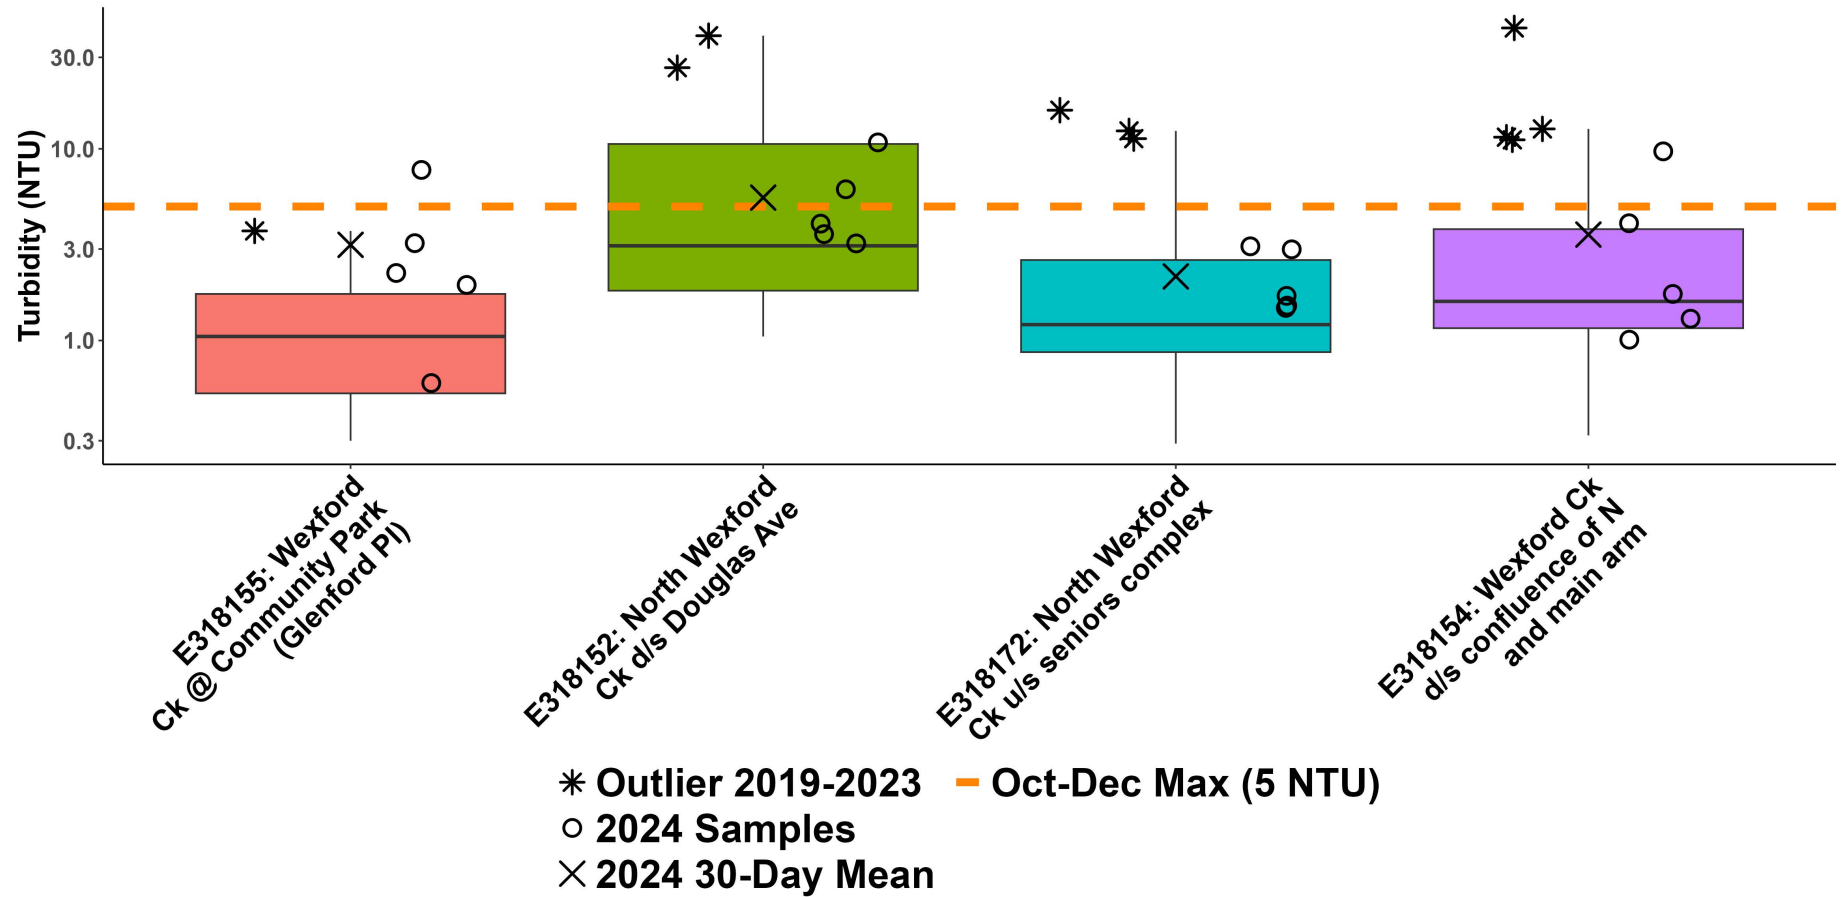 Turbidity (NTU)
30.0
10.0
3.0
1.0
0.3
E318155: Wexford
Ck @ Community Park
(Glenford Pl)
E318152: North Wexford
Ck d/s Douglas Ave
E318172: North Wexford
Ck u/s seniors complex
E318154: Wexford Ck
d/s confluence of N
and main arm
Outlier 2019-2023
Oct-Dec Max (5 NTU)
2024 Samples
2024 30-Day Mean